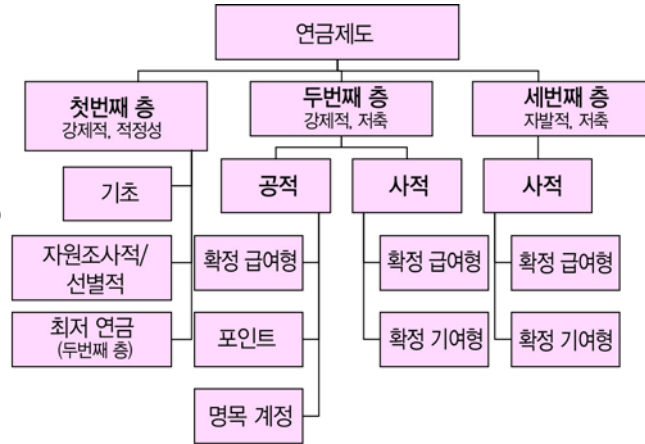 연금제도
첫번째 층
강제적, 적정성
두번째 층
강제적, 저축
세번째 층
자발적, 저축
기초
자원조사적/
선별적
최저 연금
(두번째 층)
공적
확정 급여형
포인트
명목 계정
사적
확정 급여형
확정 기여형
사적
확정 급여형
확정 기여형